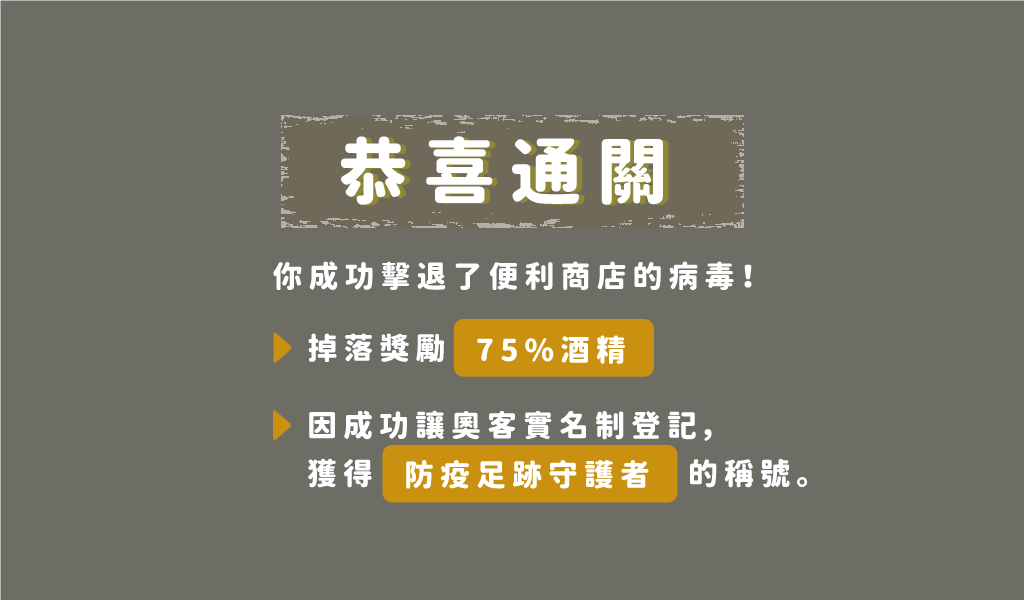 恭喜通關
你成功擊退了便利商店的病毒！
掉落獎勵 75%酒精
因成功讓奧客實名制登記，
獲得 防疫足跡守護者 的稱號。